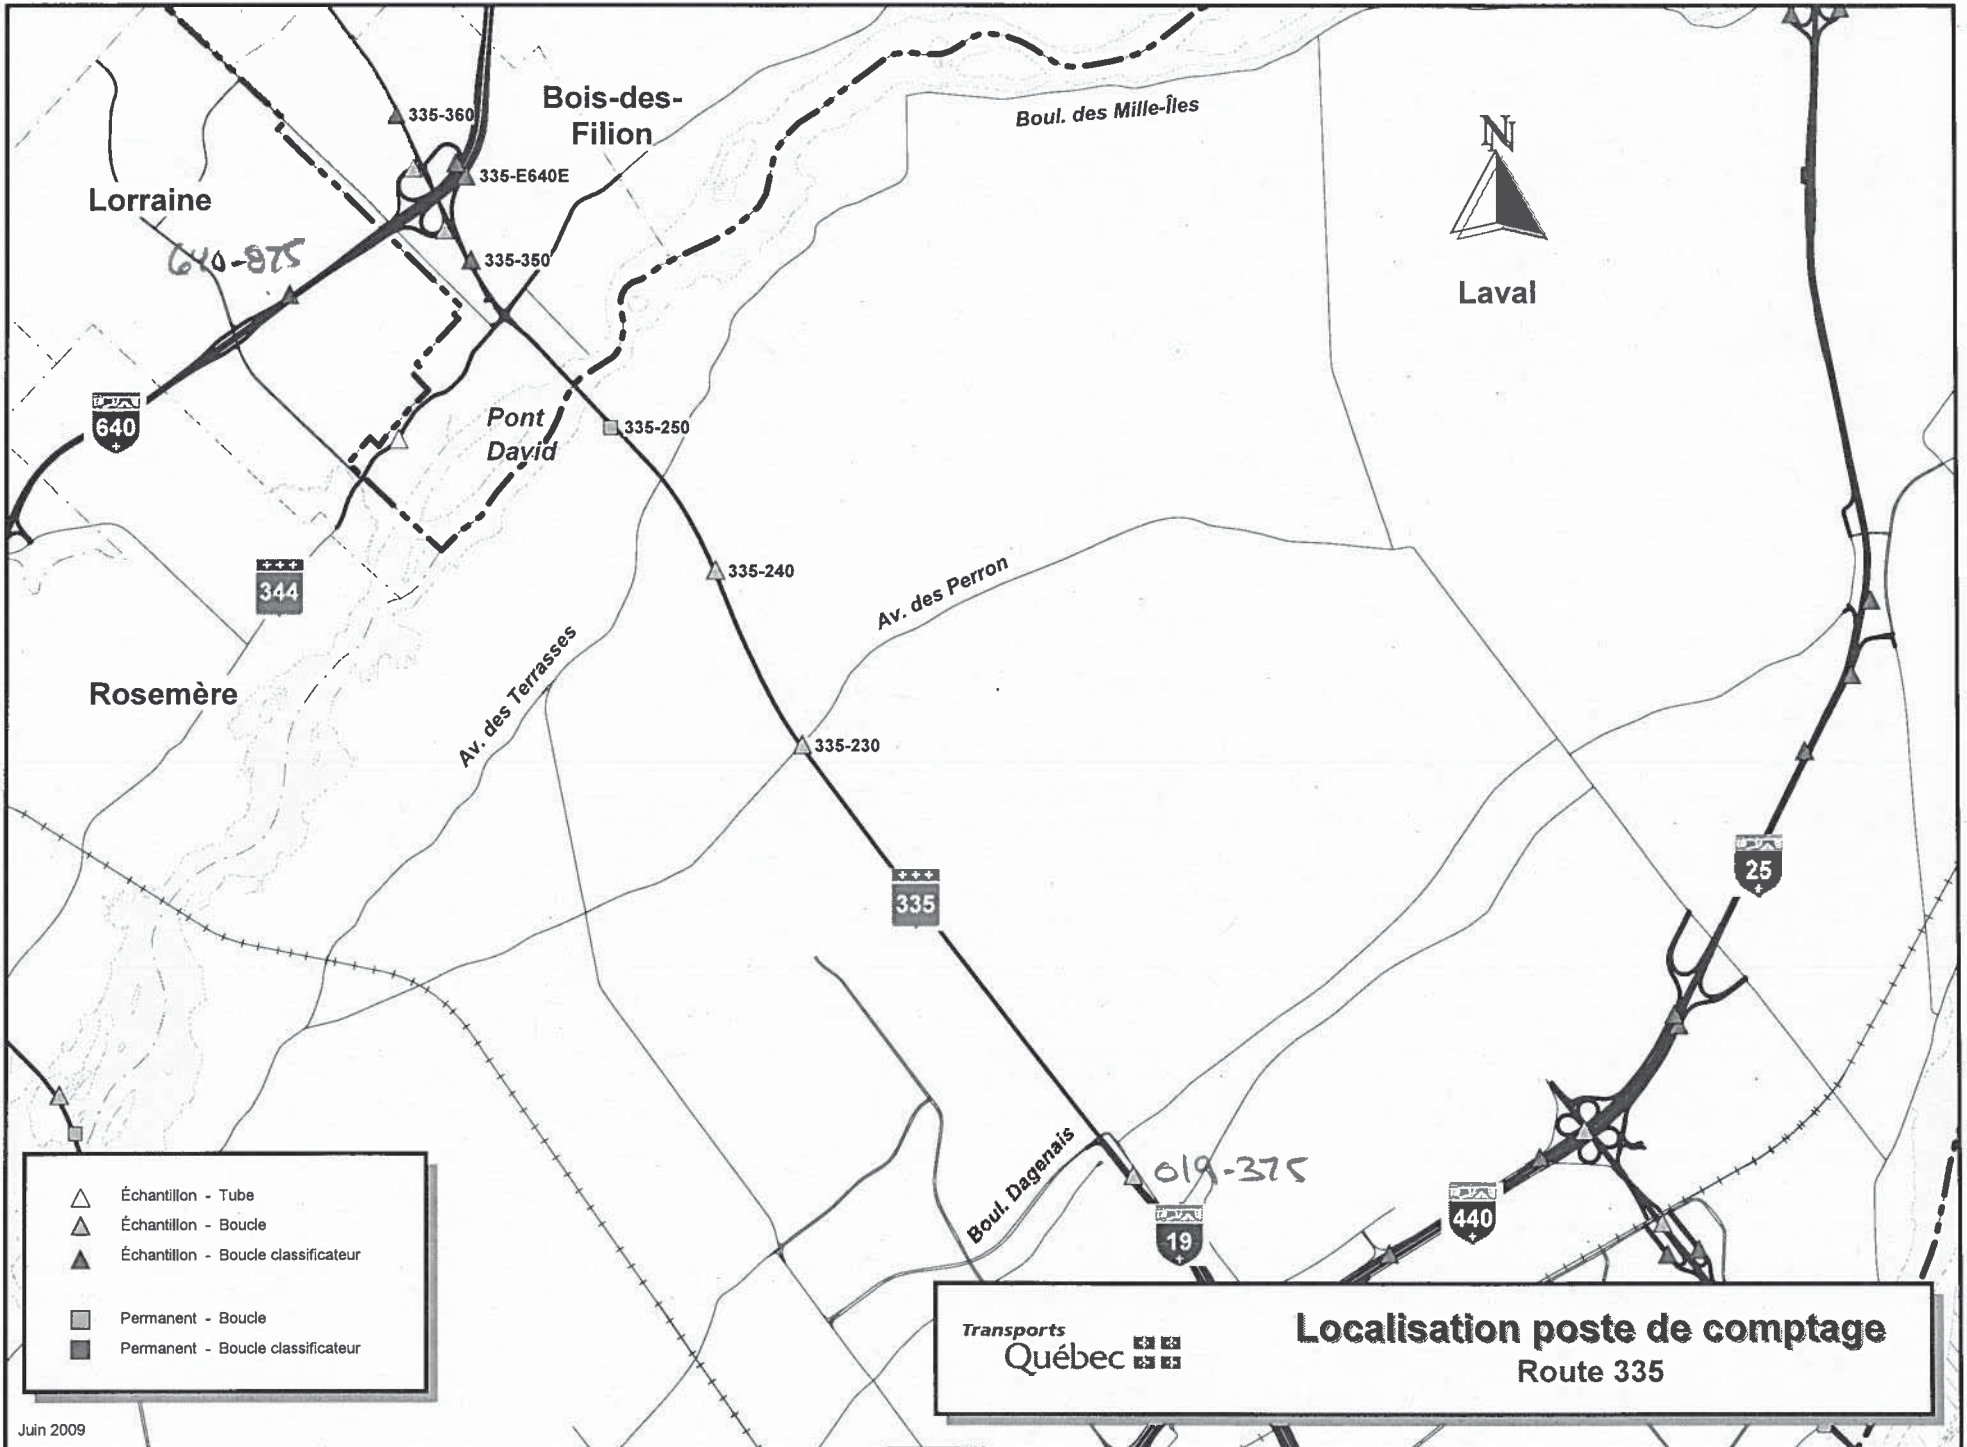 Bois-des-
Filion
335-360
335-E640E
Lorraine
640-875
335-350
Boul. des Mille-Îles
N
Laval
640
Pont
David
335-250
344
335-240
Av. des Perron
Rosemère
Av. des Terrasses
335-230
25
335
Boul. Dagenais
019-375
19
440
Échantillon - Tube
Échantillon - Boucle
Échantillon - Boucle classificateur
Permanent - Boucle
Permanent - Boucle classificateur
Transports
Québec
Localisation poste de comptage
Route 335
Juin 2009